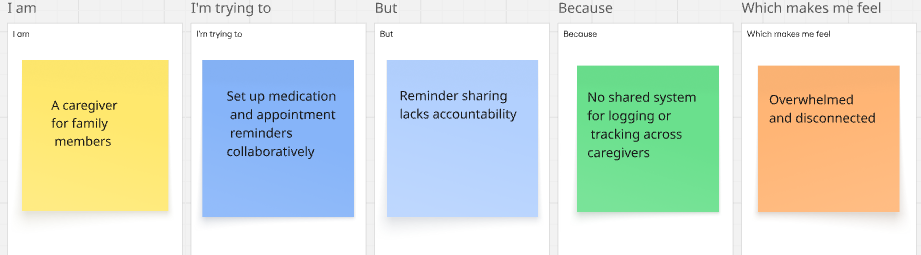 I am
I'm trying to
But
Because
Which makes me feel
I am
I'm trying to
But
Because
Which makes me feel
A caregiver
for family
members
Set up medication
and appointment
reminders
collaboratively
Reminder sharing
lacks accountability
No shared system
for logging or
tracking across
caregivers
Overwhelmed
and disconnected